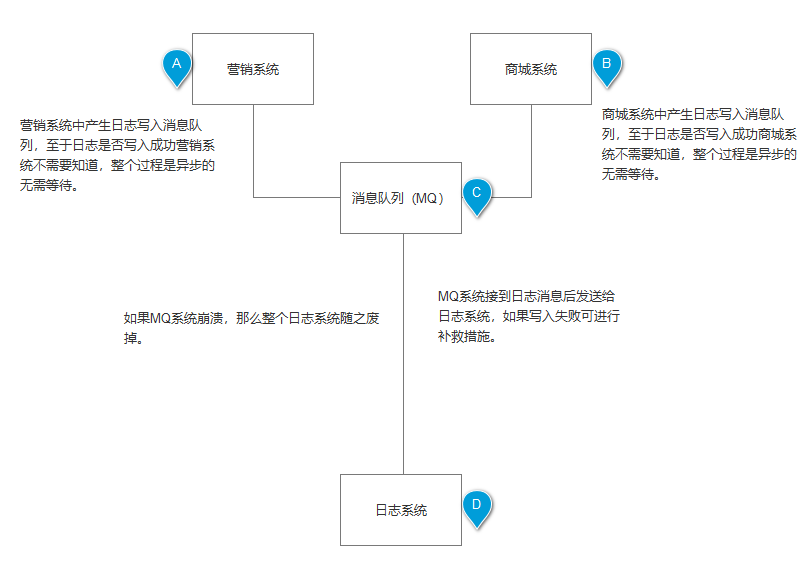 A
营销系统
商城系统
B
营销系统中产生日志写入消息队
列，至于日志是否写入成功营销系
统不需要知道，整个过程是异步的
无需等待。
商城系统中产生日志写入消息队
列，至于日志是否写入成功商城系
统不需要知道，整个过程是异步的
无需等待。
消息队列（MQ）
C
如果MQ系统崩溃，那么整个日志系统随之废
掉。
MQ系统接到日志消息后发送给
日志系统，如果写入失败可进行
补救措施。
日志系统
D